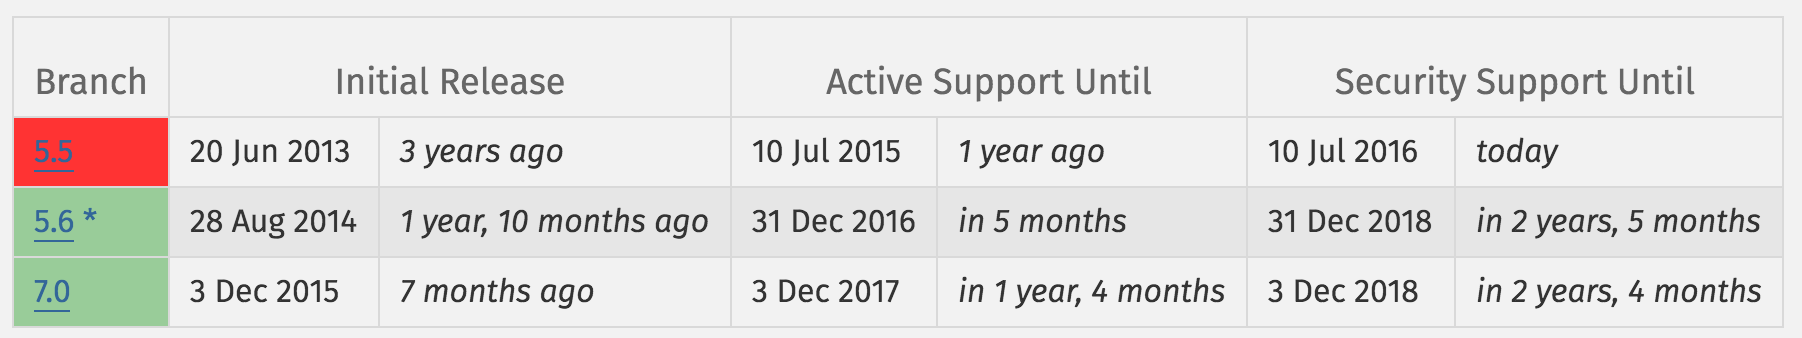 Branch Initial Release Active Support Until Security Support Until
5.5 20 Jun 2013 3 years ago 10 Jul 2015 1 year ago 10 Jul 2016 today
5.6 * 28 Aug 2014 1 year, 10 months ago 31 Dec 2016 in 5 months 31 Dec 2018 in 2 years, 5 months
7.0 3 Dec 2015 7 months ago 3 Dec 2017 in 1 year, 4 months 3 Dec 2018 in 2 years, 4 months